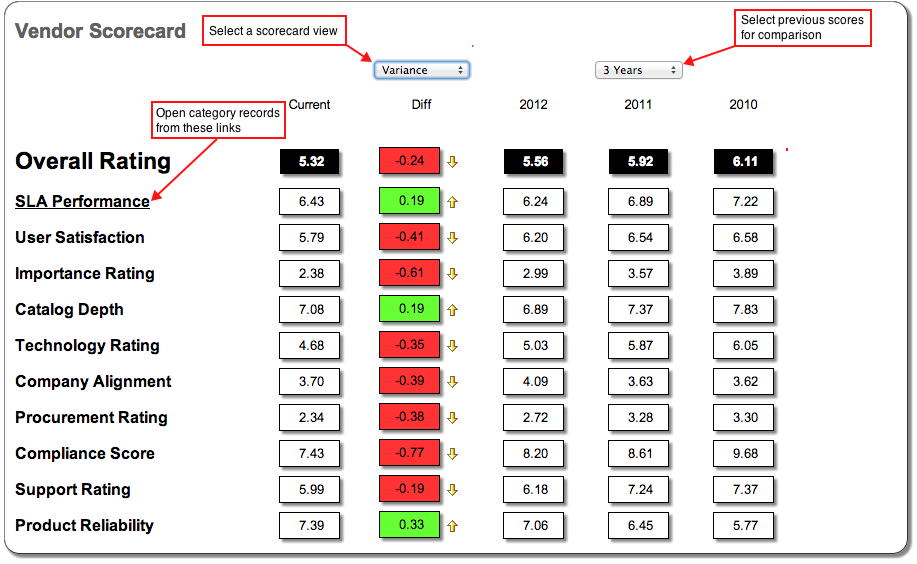 Vendor Scorecard
Select a scorecard view
Select previous scores
for comparison
Variance
3 Years
Current Diff 2012 2011 2010
Open category records
from these links
Overall Rating 5.32 -0.24 5.56 5.92 6.11
SLA Performance 6.43 0.19 6.24 6.89 7.22
User Satisfaction 5.79 -0.41 6.20 6.54 6.58
Importance Rating 2.38 -0.61 2.99 3.57 3.89
Catalog Depth 7.08 0.19 6.89 7.37 7.83
Technology Rating 4.68 -0.35 5.03 5.87 6.05
Company Alignment 3.70 -0.39 4.09 3.63 3.62
Procurement Rating 2.34 -0.38 2.72 3.28 3.30
Compliance Score 7.43 -0.77 8.20 8.61 9.68
Support Rating 5.99 -0.19 6.18 7.24 7.37
Product Reliability 7.39 0.33 7.06 6.45 5.77